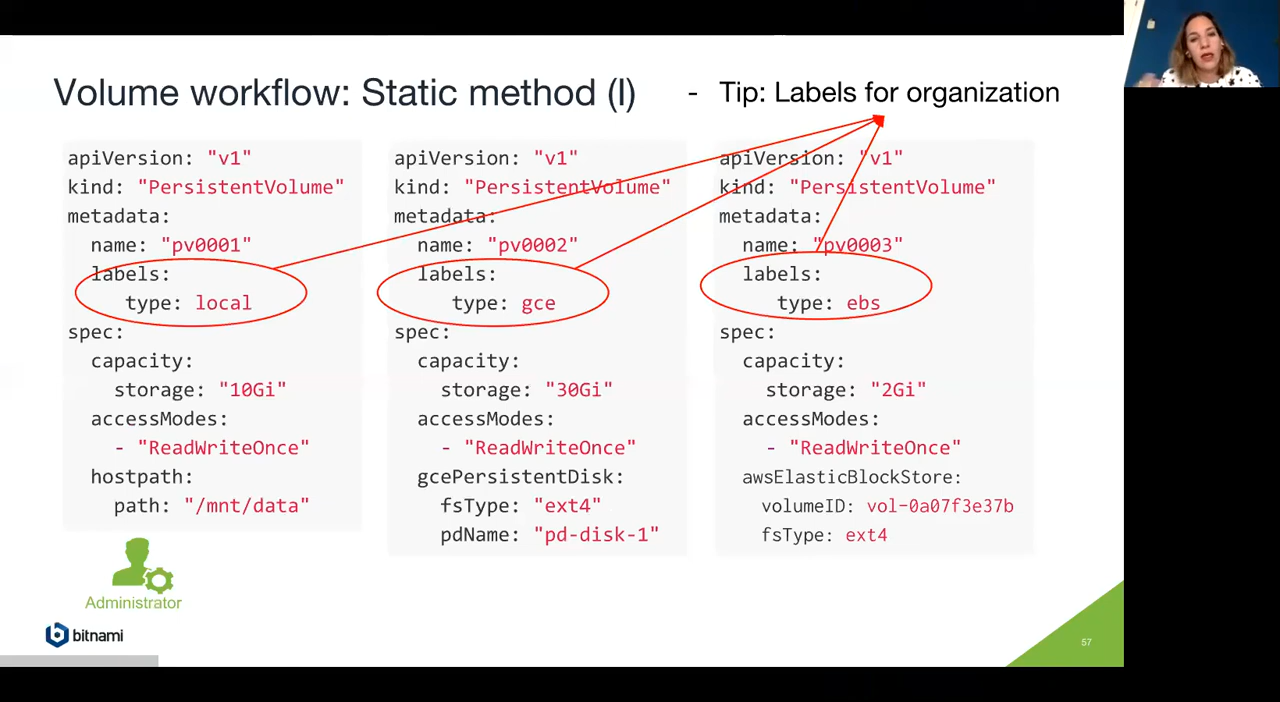 Volume workflow: Static method (I)
- Tip: Labels for organization
apiVersion: "v1"
kind: "PersistentVolume"
metadata:
name: "pv0001"
labels:
type: local
spec:
capacity:
storage: "10Gi"
accessModes:
- "ReadWriteOnce"
hostpath:
path: "/mnt/data"
apiVersion: "v1"
kind: "PersistentVolume"
metadata:
name: "pv0002"
labels:
type: gce
spec:
capacity:
storage: "30Gi"
accessModes:
- "ReadWriteOnce"
gcePersistentDisk:
fsType: "ext4"
pdName: "pd-disk-1"
apiVersion: "v1"
kind: "PersistentVolume"
metadata:
name: "pv0003"
labels:
type: ebs
spec:
capacity:
storage: "2Gi"
accessModes:
- "ReadWriteOnce"
awsElasticBlockStore:
volumeID: vol-0a07f3e37b
fsType: ext4
Administrator
bitnami
57